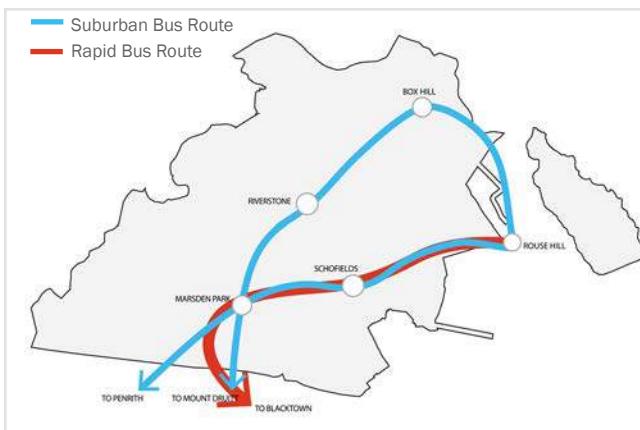 Suburban Bus Route
Rapid Bus Route
BOX HILL
RIVERSTONE
ROUSE HILL
SCHOFIELDS
MARSDEN PARK
TO PENRITH
TO MOUNT DRUITT
TO BLACKTOWN